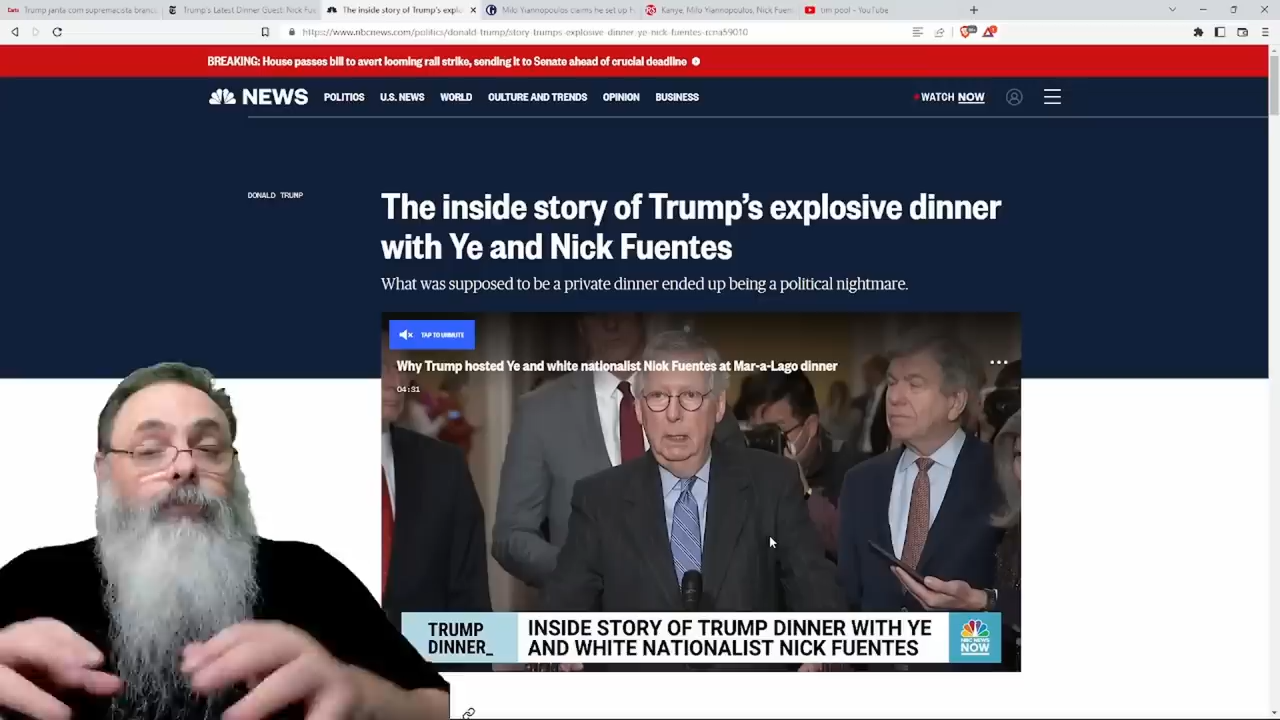 Trump janta com supremacista branc
Trump's Latest Dinner Guest: Nick Fue
The inside story of Trump's explo
Milo Yiannopoulos claims he set up F
Kanye, Milo Yiannopoulos, Nick Fuen
tim pool - YouTube
https://www.nbcnews.com/politics/donald-trump/story-trumps-explosive-dinner-ye-nick-fuentes-rcna59010
BREAKING: House passes bill to avert looming rail strike, sending it to Senate ahead of crucial deadline
NEWS POLITICS U.S. NEWS WORLD CULTURE AND TRENDS OPINION BUSINESS WATCH NOW
DONALD TRUMP
The inside story of Trump's explosive dinner
with Ye and Nick Fuentes
What was supposed to be a private dinner ended up being a political nightmare.
TAP TO UNMUTE
Why Trump hosted Ye and white nationalist Nick Fuentes at Mar-a-Lago dinner
04:31
TRUMP
DINNER_
INSIDE STORY OF TRUMP DINNER WITH YE
AND WHITE NATIONALIST NICK FUENTES
NBC NEWS
NOW